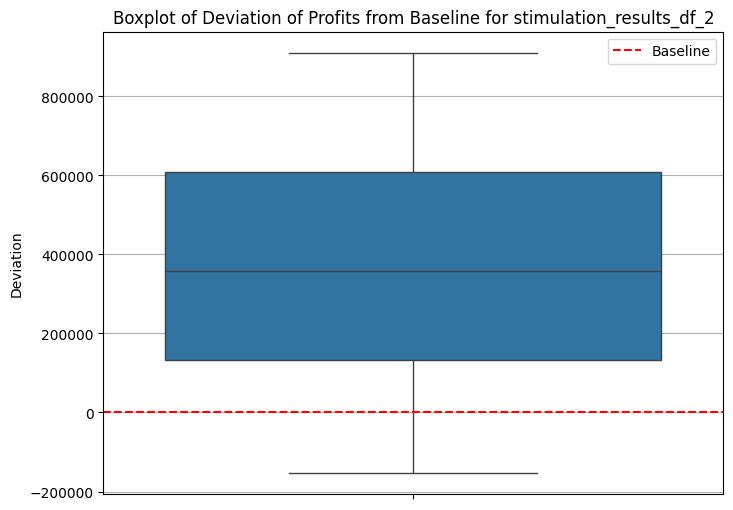 Boxplot of Deviation of Profits from Baseline for stimulation_results_df_2
Baseline
800000
600000
400000
200000
0
−200000
Deviation